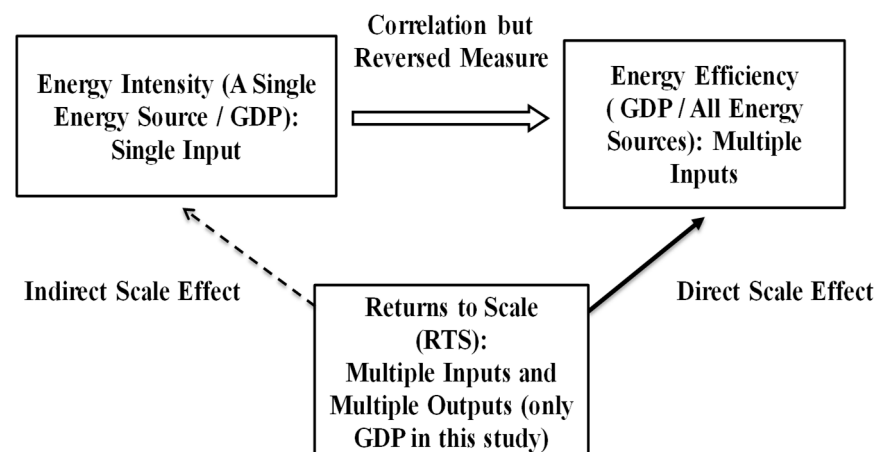 Correlation but
Reversed Measure
Energy Intensity (A Single
Energy Source / GDP):
Single Input
Energy Efficiency
( GDP / All Energy
Sources): Multiple
Inputs
Indirect Scale Effect
Direct Scale Effect
Returns to Scale
(RTS):
Multiple Inputs and
Multiple Outputs (only
GDP in this study)